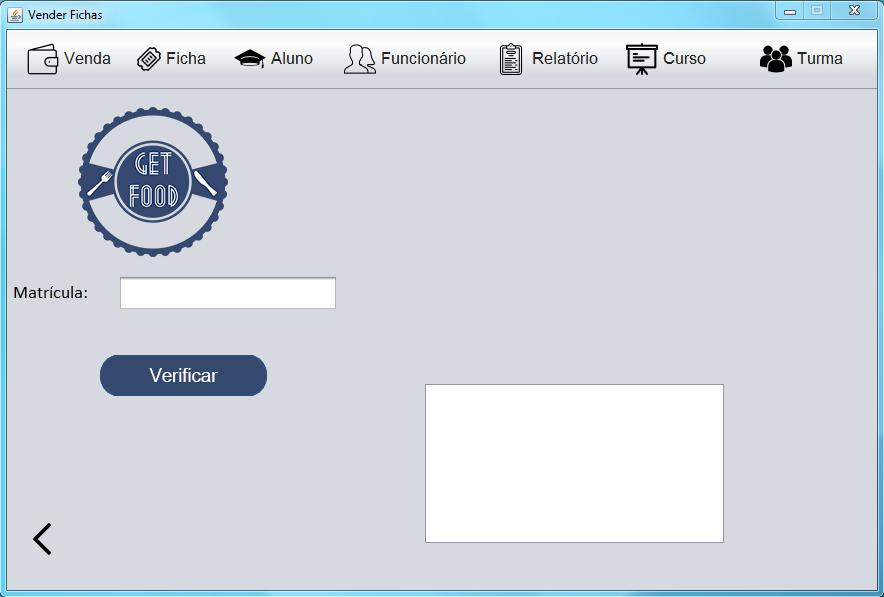 Vender Fichas
Venda Ficha Aluno Funcionário Relatório Curso Turma
GET
FOOD
Matrícula:
Verificar